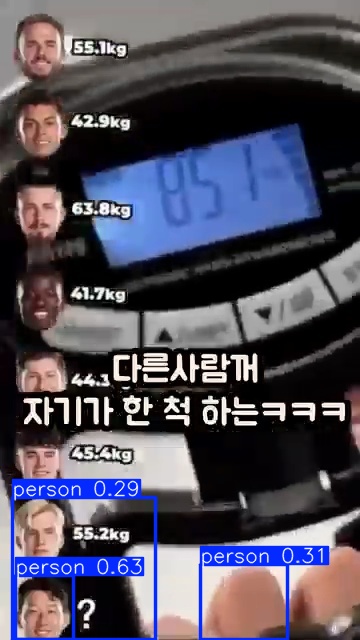 55.1kg
42.9kg
63.8kg
41.7kg
다른사람꺼
자기가 한 척 하는ㅋㅋㅋ
45.4kg
person 0.29
55.2kg
person 0.63
person 0.31
?